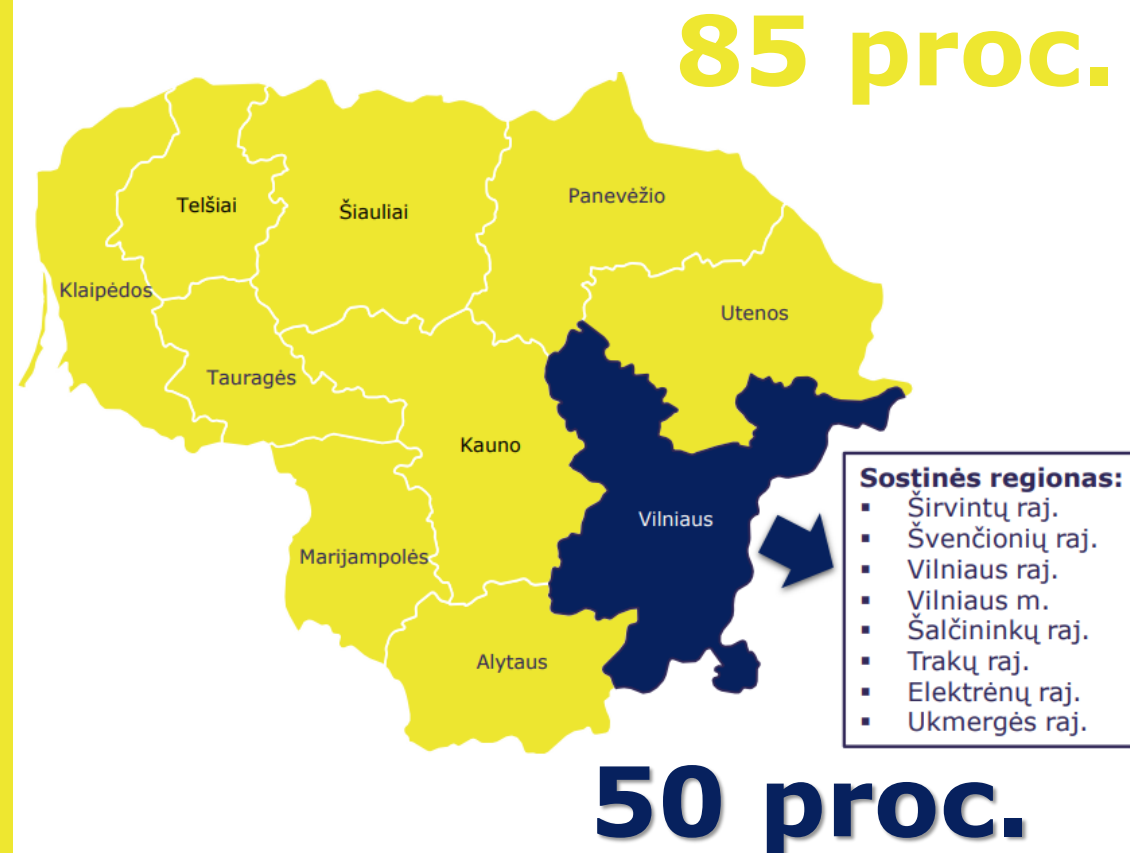 85 proc.
Telšiai
Šiauliai
Panevėžio
Klaipėdos
Utenos
Tauragės
Kauno
Vilniaus
Marijampolės
Alytaus
Sostinės regionas:
▪ Širvintų raj.
▪ Švenčionių raj.
▪ Vilniaus raj.
▪ Vilniaus m.
▪ Šalčininkų raj.
▪ Trakų raj.
▪ Elektrėnų raj.
▪ Ukmergės raj.
50 proc.